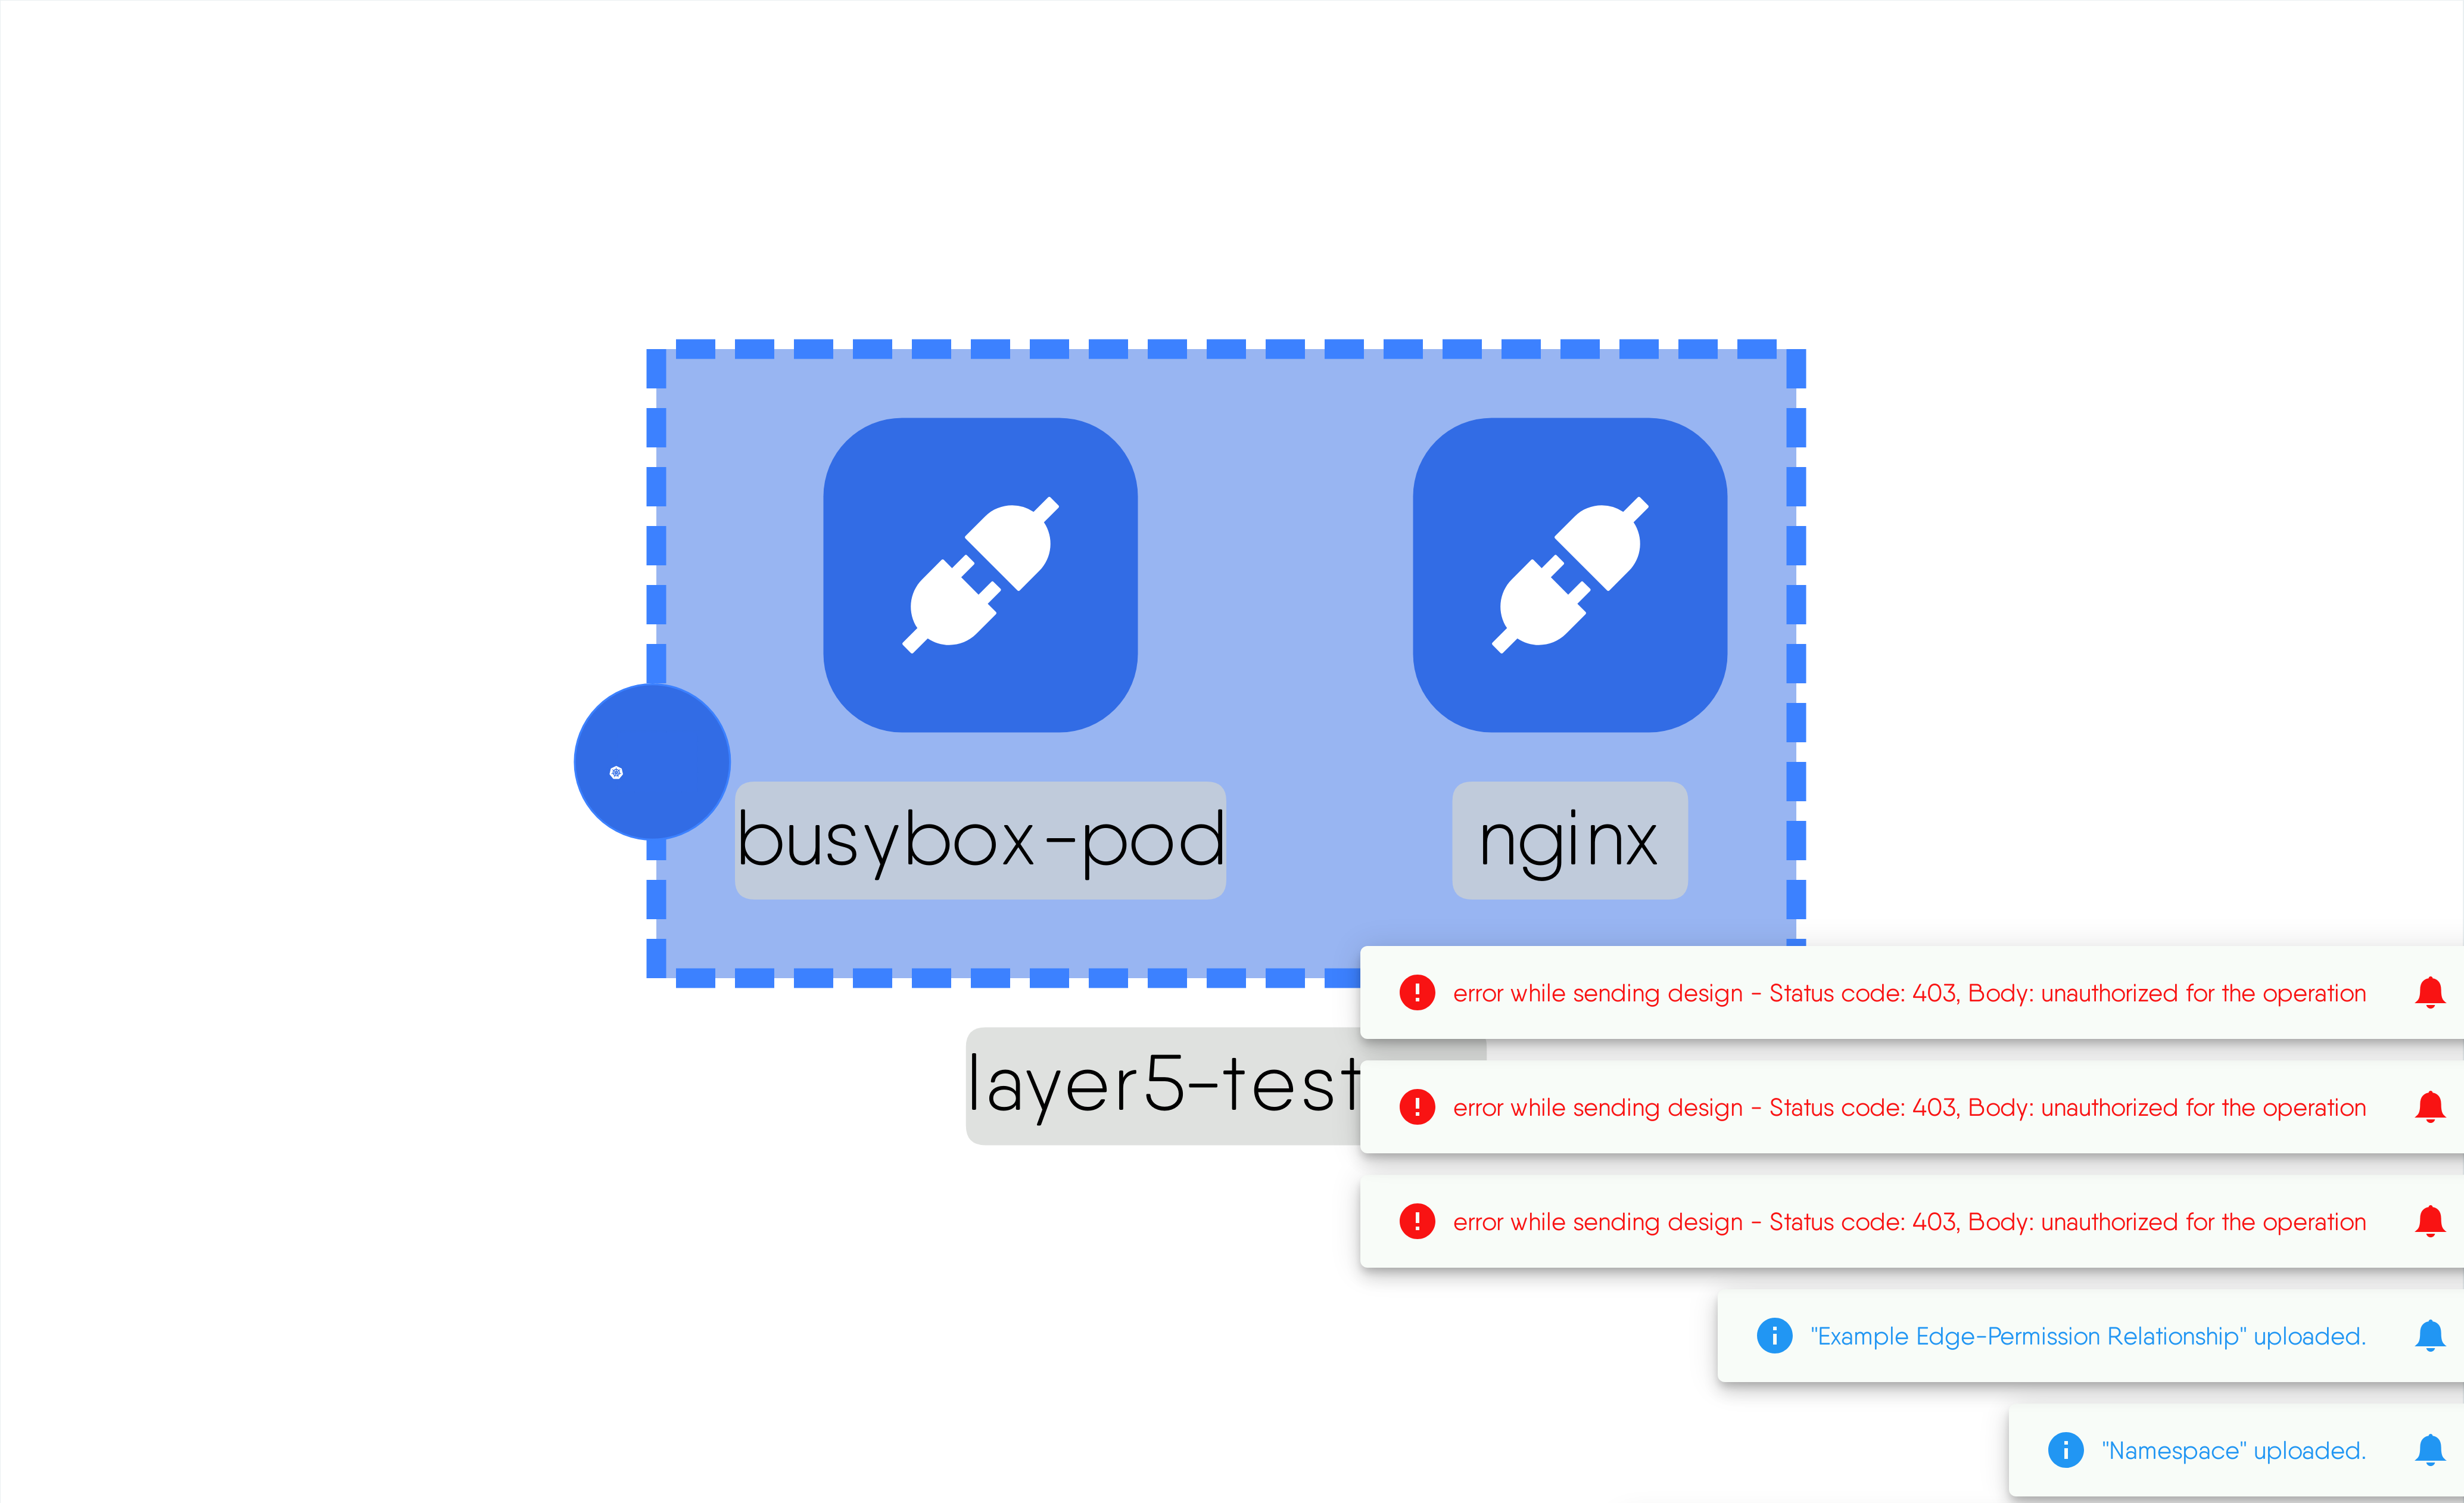 busybox-pod
nginx
layer5-test
error while sending design - Status code: 403, Body: unauthorized for the operation
error while sending design - Status code: 403, Body: unauthorized for the operation
error while sending design - Status code: 403, Body: unauthorized for the operation
"Example Edge-Permission Relationship" uploaded.
"Namespace" uploaded.